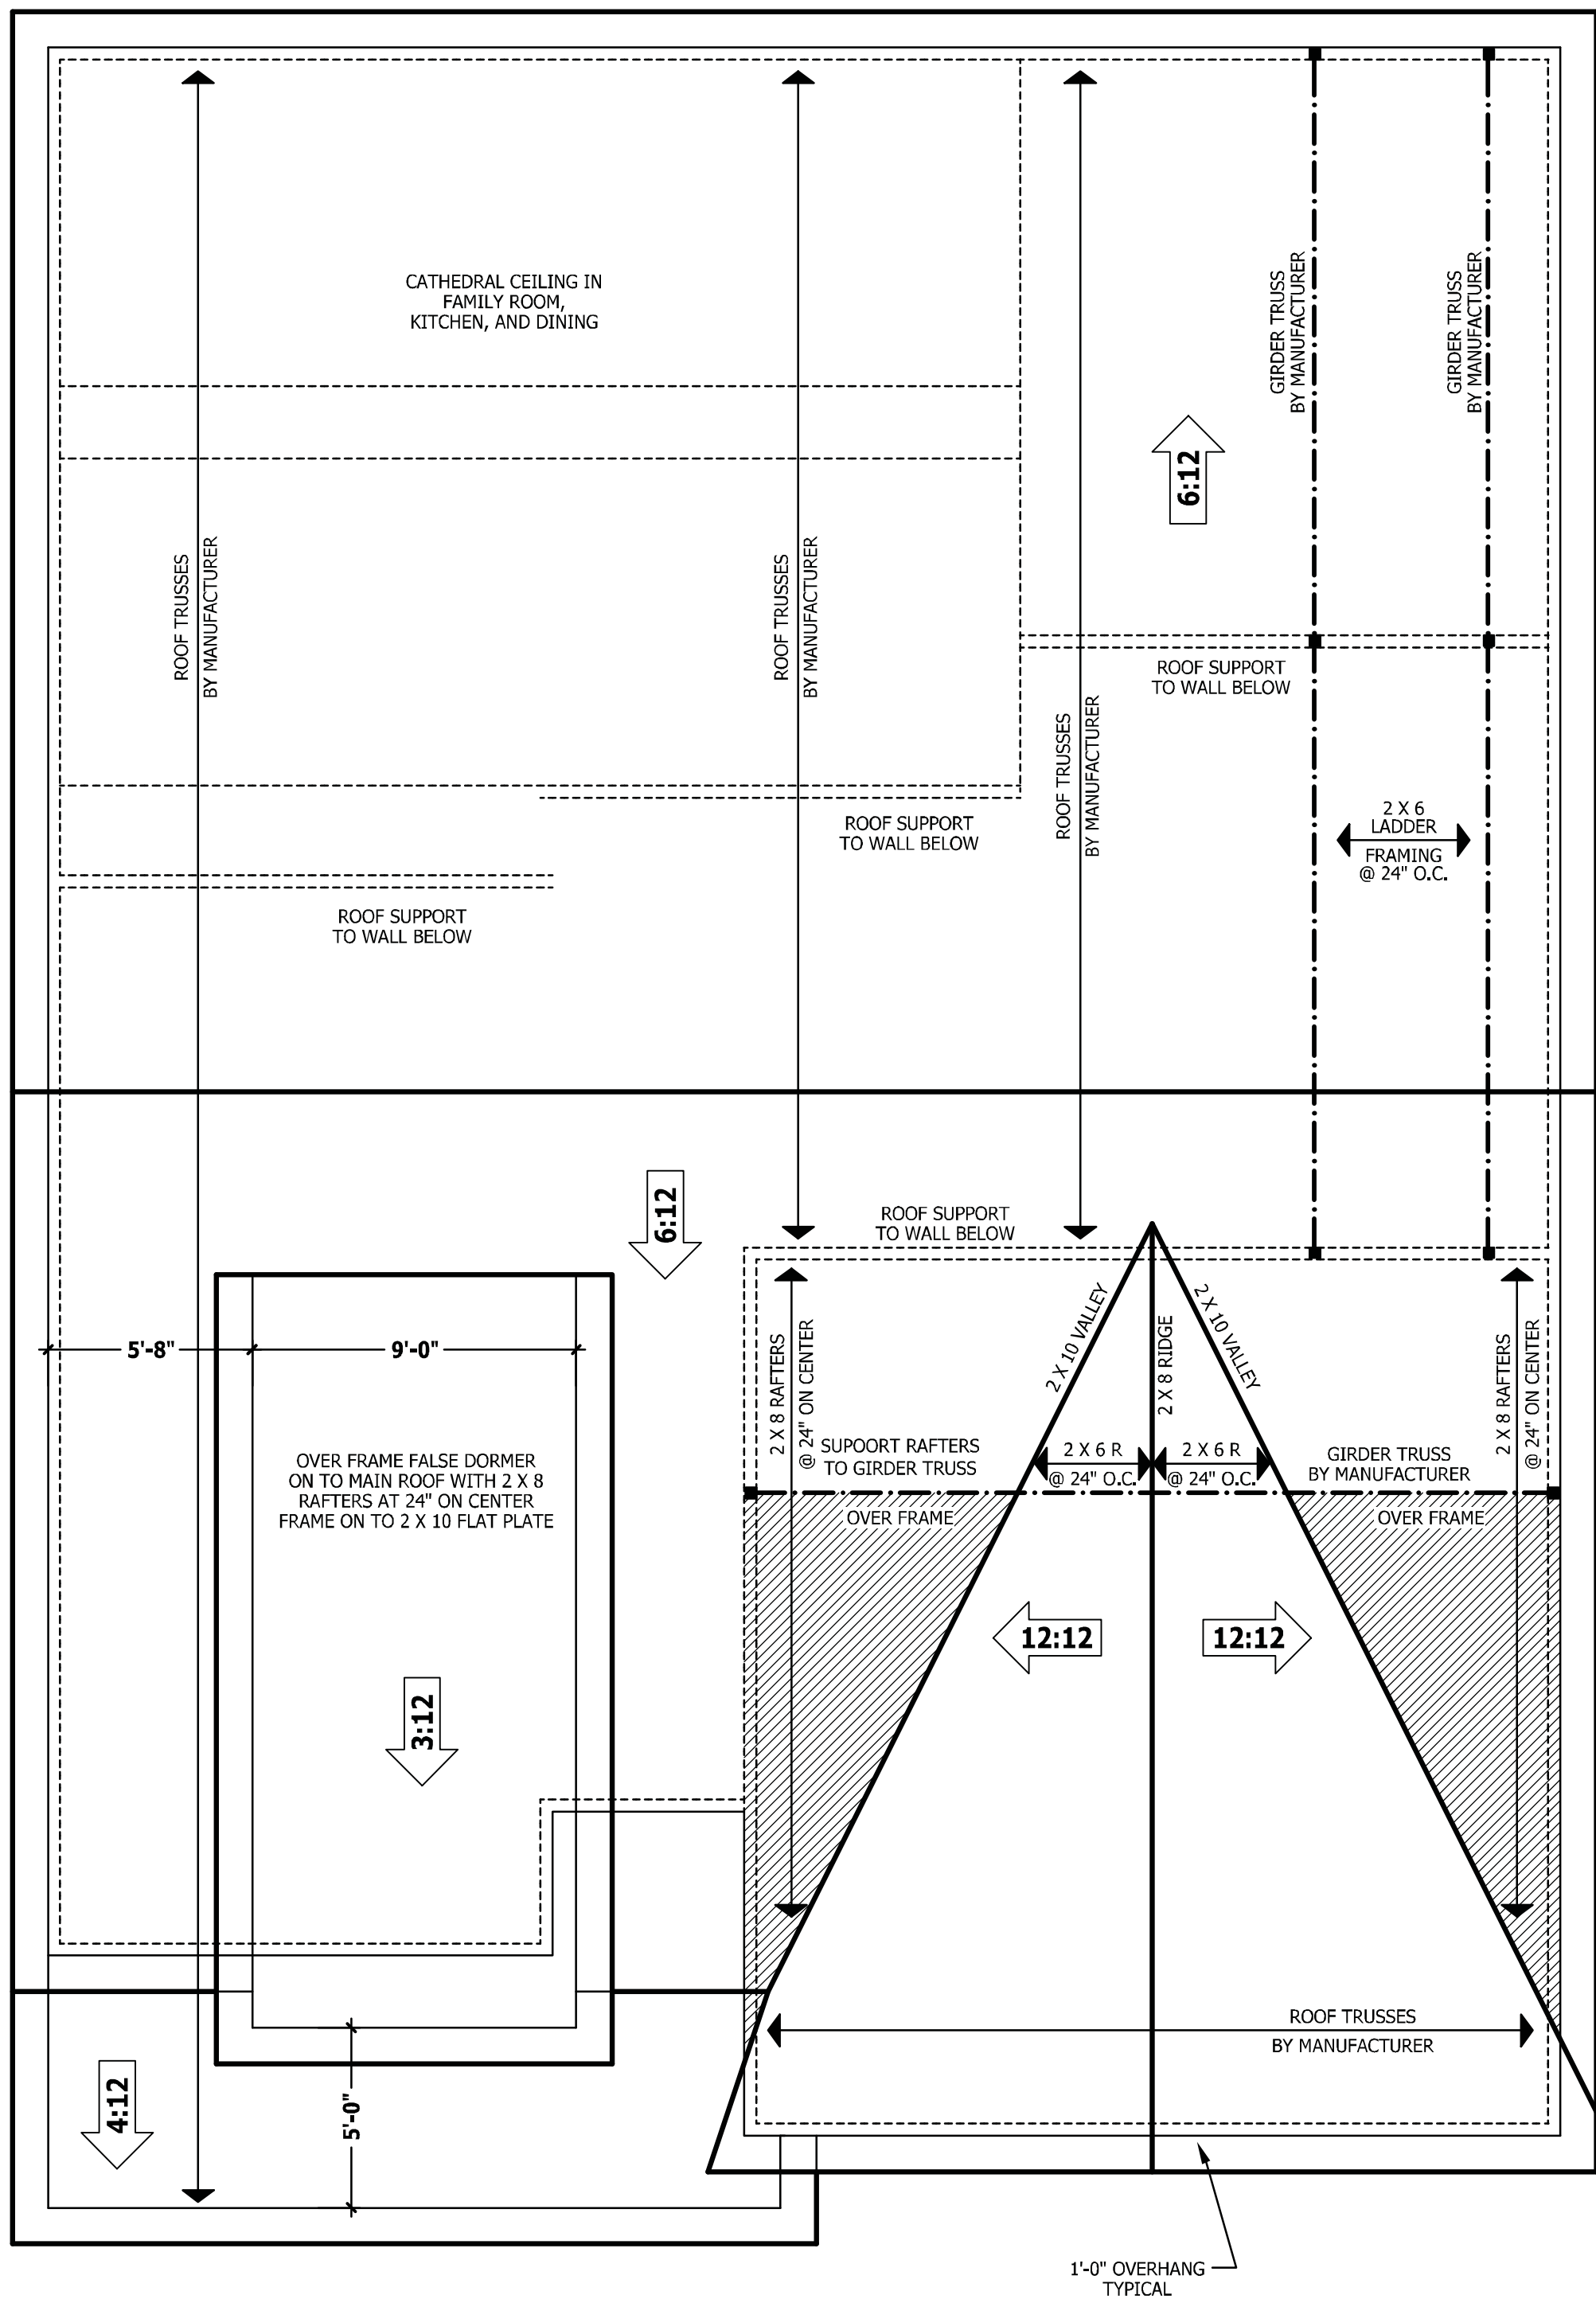 CATHEDRAL CEILING IN
FAMILY ROOM,
KITCHEN, AND DINING
GIRDER TRUSS
BY MANUFACTURER
GIRDER TRUSS
BY MANUFACTURER
6:12
ROOF TRUSSES
BY MANUFACTURER
ROOF TRUSSES
BY MANUFACTURER
ROOF TRUSSES
BY MANUFACTURER
ROOF SUPPORT
TO WALL BELOW
ROOF SUPPORT
TO WALL BELOW
2 X 6
LADDER
FRAMING
@ 24" O.C.
ROOF SUPPORT
TO WALL BELOW
6:12
ROOF SUPPORT
TO WALL BELOW
5'-8"
9'-0"
2 X 8 RAFTERS
@ 24" ON CENTER
2 X 10 VALLEY
2 X 8 RIDGE
2 X 10 VALLEY
2 X 8 RAFTERS
@ 24" ON CENTER
OVER FRAME FALSE DORMER
ON TO MAIN ROOF WITH 2 X 8
RAFTERS AT 24" ON CENTER
FRAME ON TO 2 X 10 FLAT PLATE
SUPOORT RAFTERS
TO GIRDER TRUSS
2 X 6 R
@ 24" O.C.
2 X 6 R
@ 24" O.C.
GIRDER TRUSS
BY MANUFACTURER
OVER FRAME
OVER FRAME
12:12
12:12
3:12
ROOF TRUSSES
BY MANUFACTURER
4:12
5'-0"
1'-0" OVERHANG
TYPICAL